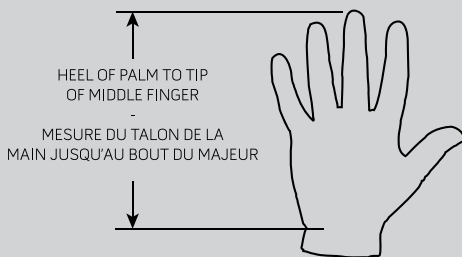 HEEL OF PALM TO TIP
OF MIDDLE FINGER
-
MESURE DU TALON DE LA
MAIN JUSQU'AU BOUT DU MAJEUR